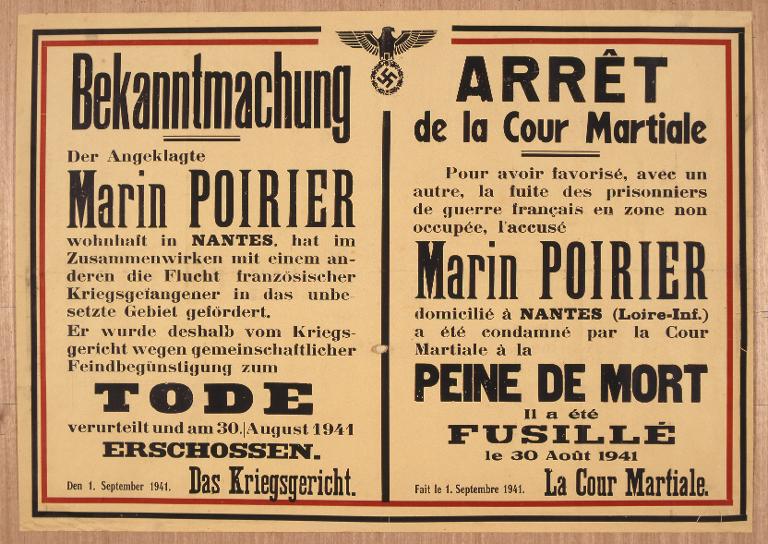 Bekanntmachung
Der Angeklagte
Marin POIRIER
wohnhaft in NANTES, hat im
Zusammenwirken mit einem an-
deren die Flucht französischer
Kriegsgefangener in das unbe-
setzte Gebiet gefördert.
Er wurde deshalb vom Kriegs-
gericht wegen gemeinschaftlicher
Feindbegünstigung zum
TODE
verurteilt und am 30. August 1941
ERSCHOSSEN.
Den 1. September 1941. Das Kriegsgericht.
ARRÊT
de la Cour Martiale
Pour avoir favorisé, avec un
autre, la fuite des prisonniers
de guerre français en zone non
occupée, l'accusé
Marin POIRIER
domicilié à NANTES (Loire-Inf.)
a été condamné par la Cour
Martiale à la
PEINE DE MORT
Il a été
FUSILLÉ
le 30 Août 1941
Fait le 1. Septembre 1941. La Cour Martiale.